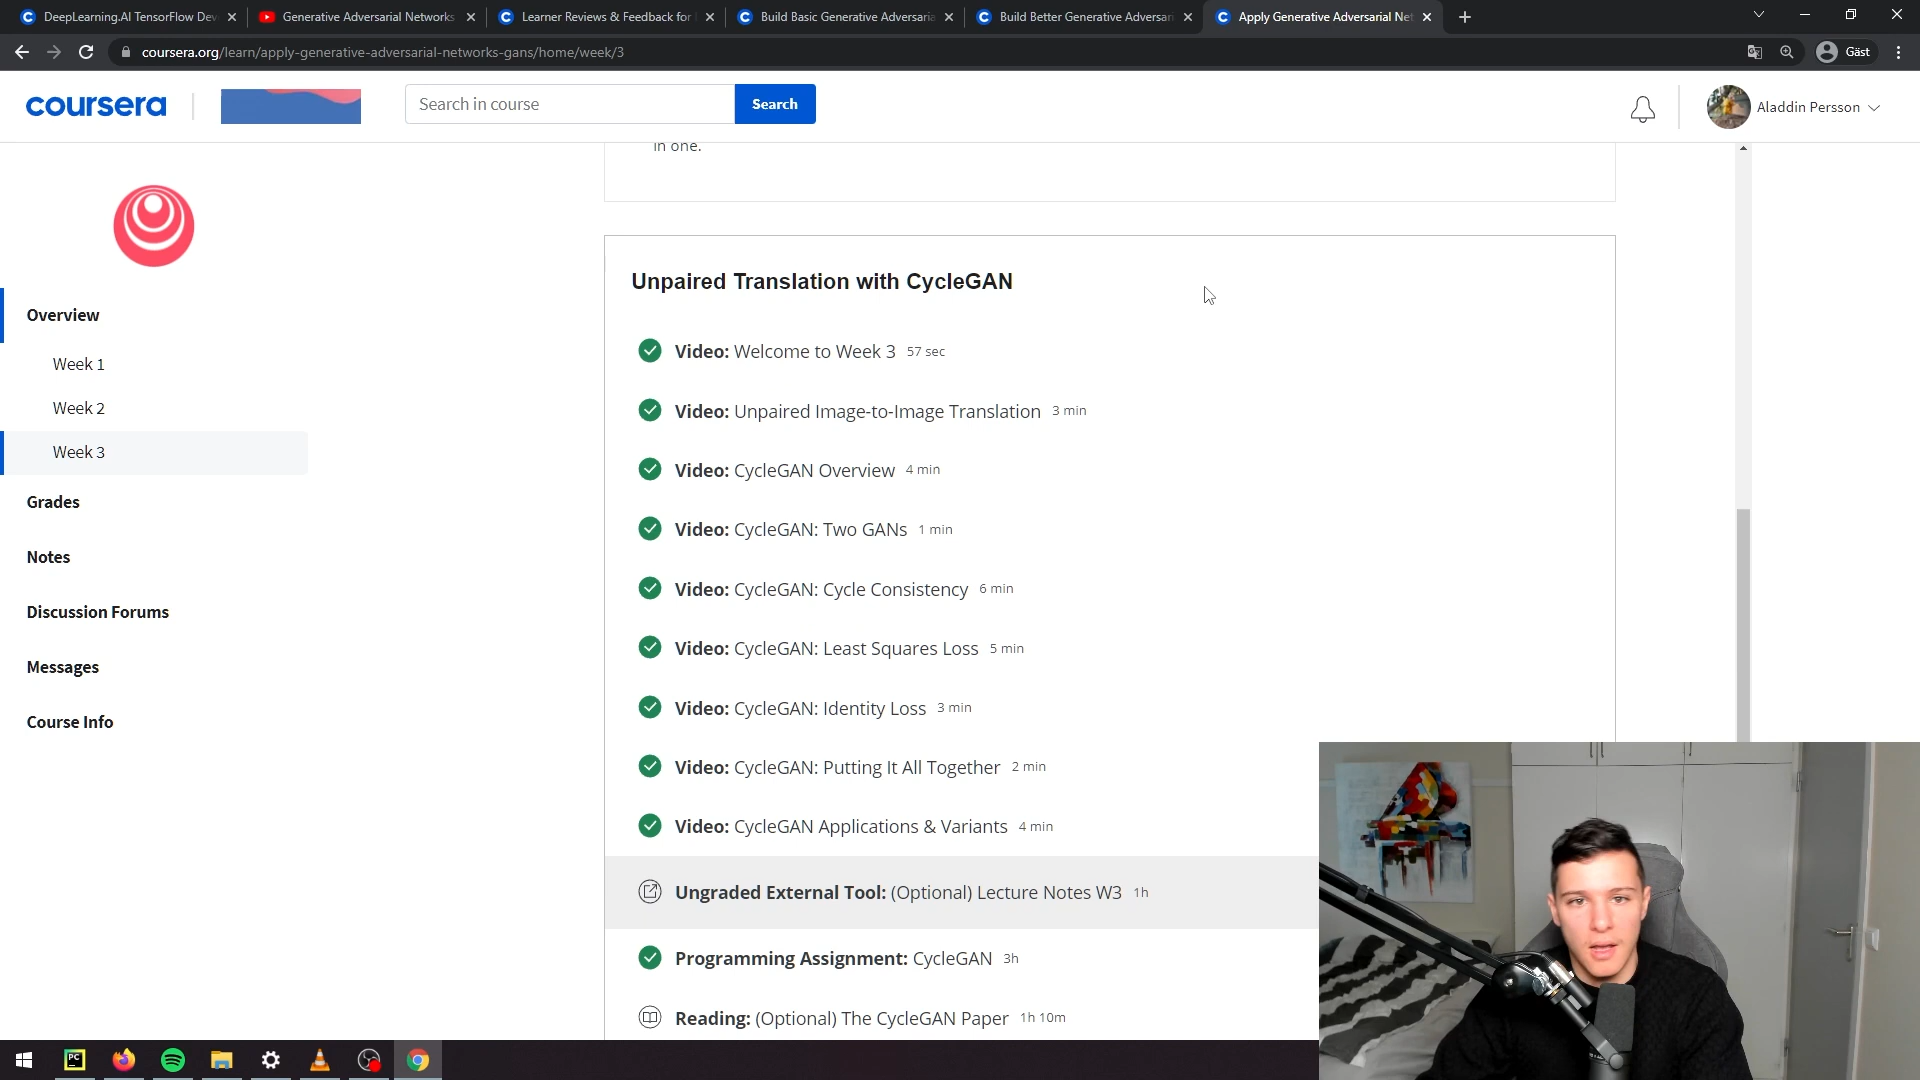 DeepLearning.AI TensorFlow Dev
Generative Adversarial Networks
Learner Reviews & Feedback for
Build Basic Generative Adversaria
Build Better Generative Adversari
Apply Generative Adversarial Net
coursera.org/learn/apply-generative-adversarial-networks-gans/home/week/3
Gäst
coursera
Search in course
Search
Aladdin Persson
in one.
Overview
Week 1
Week 2
Week 3
Grades
Notes
Discussion Forums
Messages
Course Info
Unpaired Translation with CycleGAN
Video: Welcome to Week 3 57 sec
Video: Unpaired Image-to-Image Translation 3 min
Video: CycleGAN Overview 4 min
Video: CycleGAN: Two GANs 1 min
Video: CycleGAN: Cycle Consistency 6 min
Video: CycleGAN: Least Squares Loss 5 min
Video: CycleGAN: Identity Loss 3 min
Video: CycleGAN: Putting It All Together 2 min
Video: CycleGAN Applications & Variants 4 min
Ungraded External Tool: (Optional) Lecture Notes W3 1h
Programming Assignment: CycleGAN 3h
Reading: (Optional) The CycleGAN Paper 1h 10m
PC